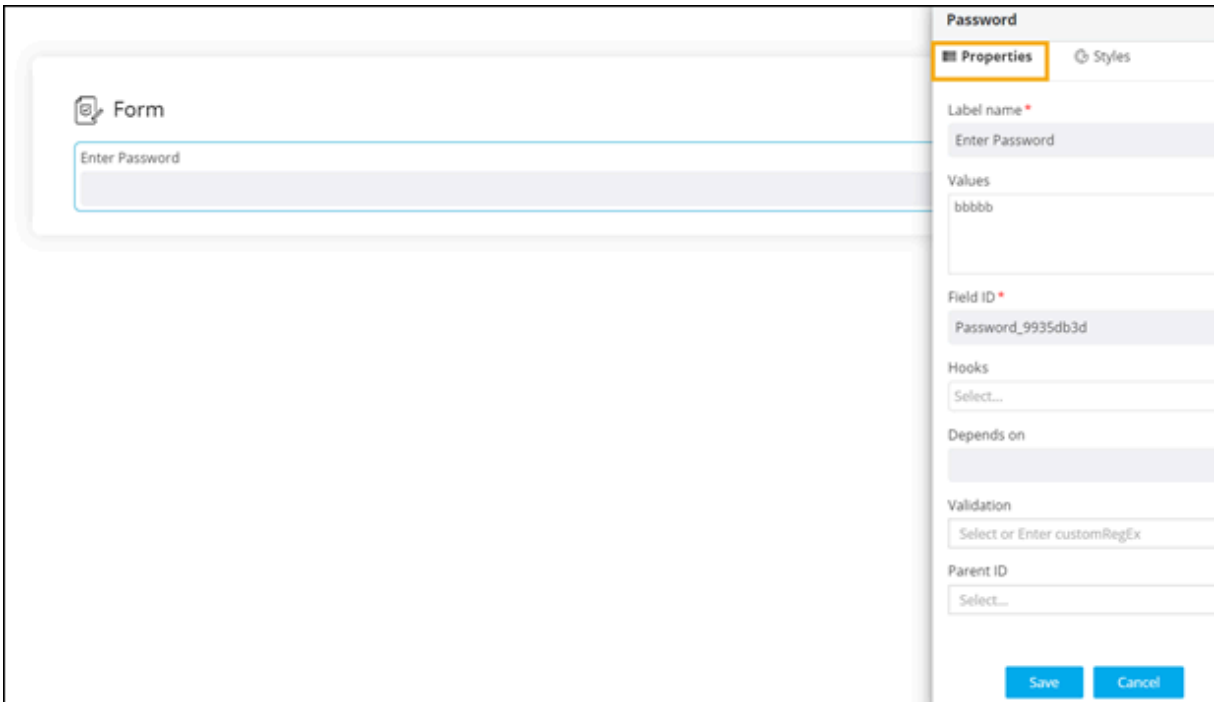 Password
Properties
Styles
Form
Enter Password
Label name *
Enter Password
Values
bbbbb
Field ID *
Password_9935db3d
Hooks
Select...
Depends on
Validation
Select or Enter customRegEx
Parent ID
Select...
Save
Cancel